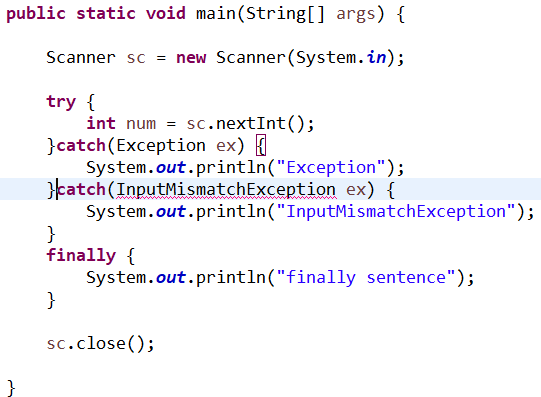 public static void main(String[] args) {
Scanner sc = new Scanner(System.in);
try {
int num = sc.nextInt();
}catch(Exception ex) {
System.out.println("Exception");
}catch(InputMismatchException ex) {
System.out.println("InputMismatchException");
}
finally {
System.out.println("finally sentence");
}
sc.close();
}